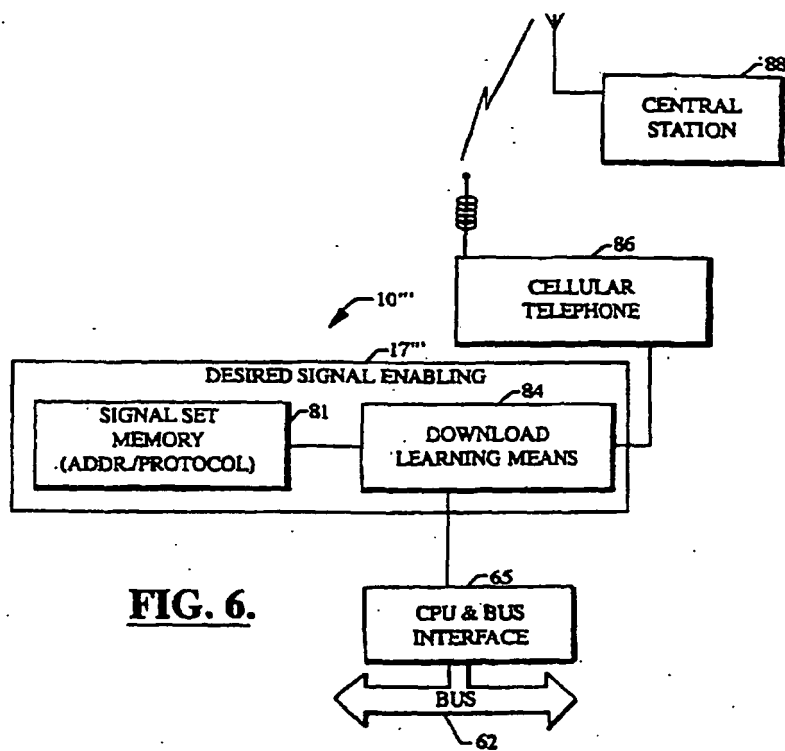 88
CENTRAL
STATION
86
CELLULAR
TELEPHONE
10'''
17'''
DESIRED SIGNAL ENABLING
81
SIGNAL SET
MEMORY
(ADDR./PROTOCOL)
84
DOWNLOAD
LEARNING MEANS
65
CPU & BUS
INTERFACE
FIG. 6.
BUS
62